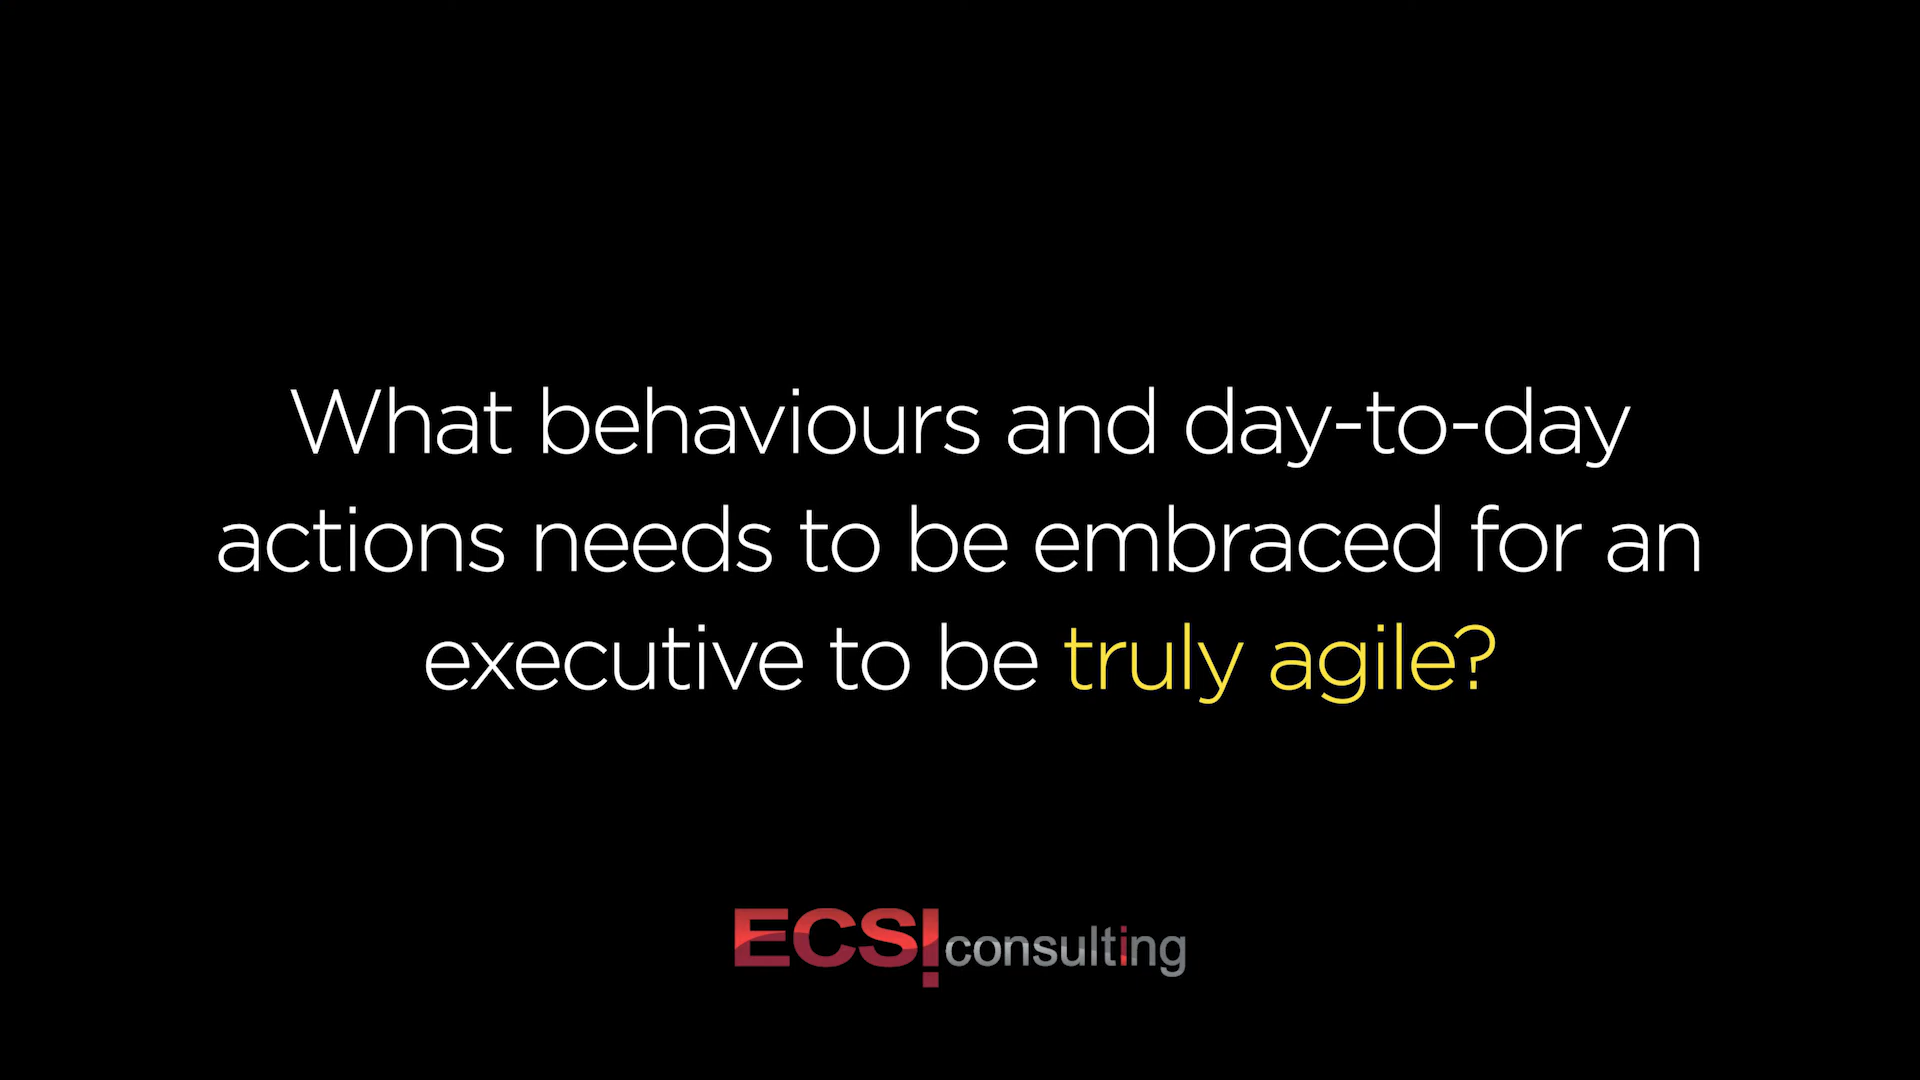 What behaviours and day-to-day
actions needs to be embraced for an
executive to be truly agile?
ECSI consulting